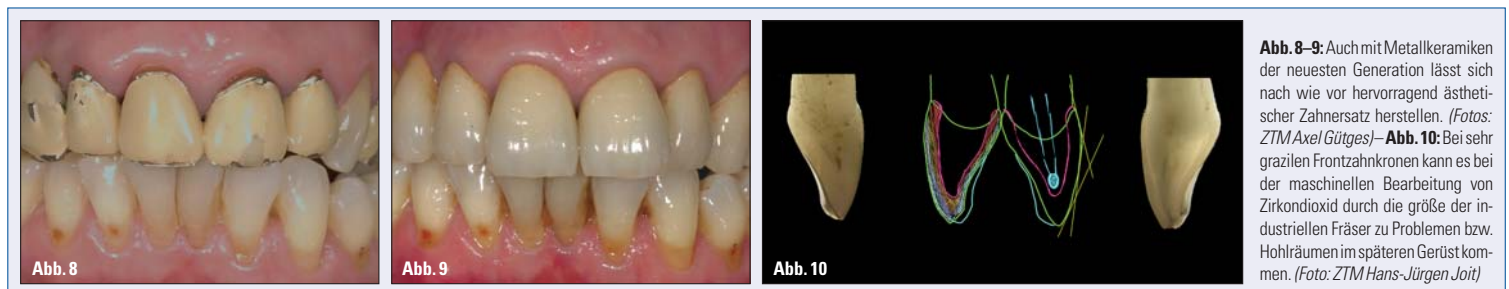 Abb. 8
Abb. 9
Abb. 10
Abb. 8–9: Auch mit Metallkeramiken
der neuesten Generation lässt sich
nach wie vor hervorragend ästheti-
scher Zahnersatz herstellen. (Fotos:
ZTM Axel Gütges) – Abb. 10: Bei sehr
grazilen Frontzahnkronen kann es bei
der maschinellen Bearbeitung von
Zirkondioxid durch die größe der in-
dustriellen Fräser zu Problemen bzw.
Hohlräumen im späteren Gerüst kom-
men. (Foto: ZTM Hans-Jürgen Joit)